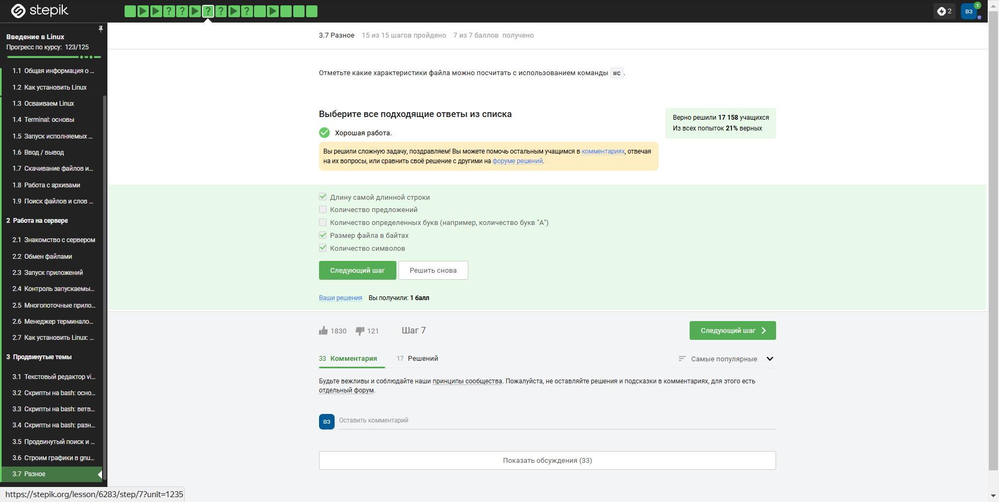 stepik
2
ВЗ
1
Введение в Linux
Прогресс по курсу: 123/125
1.1 Общая информация о ...
1.2 Как установить Linux
1.3 Осваиваем Linux
1.4 Terminal: основы
1.5 Запуск исполняемых ...
1.6 Ввод / вывод
1.7 Скачивание файлов и...
1.8 Работа с архивами
1.9 Поиск файлов и слов ...
2 Работа на сервере
2.1 Знакомство с сервером
2.2 Обмен файлами
2.3 Запуск приложений
2.4 Контроль запускаемы...
2.5 Многопоточные прило...
2.6 Менеджер терминало...
2.7 Как установить Linux: ...
3 Продвинутые темы
3.1 Текстовый редактор vi...
3.2 Скрипты на bash: осно...
3.3 Скрипты на bash: ветв...
3.4 Скрипты на bash: разн...
3.5 Продвинутый поиск и ...
3.6 Строим графики в gnu...
3.7 Разное
3.7 Разное 15 из 15 шагов пройдено 7 из 7 баллов получено
Отметьте какие характеристики файла можно посчитать с использованием команды wc.
Выберите все подходящие ответы из списка
Хорошая работа.
Верно решили 17 158 учащихся
Из всех попыток 21% верных
Вы решили сложную задачу, поздравляем! Вы можете помочь остальным учащимся в комментариях, отвечая
на их вопросы, или сравнить своё решение с другими на форуме решений.
Длину самой длинной строки
Количество предложений
Количество определенных букв (например, количество букв "A")
Размер файла в байтах
Количество символов
Следующий шаг Решить снова
Ваши решения Вы получили: 1 балл
1830 121 Шаг 7 Следующий шаг
33 Комментария 17 Решений Самые популярные
Будьте вежливы и соблюдайте наши принципы сообщества. Пожалуйста, не оставляйте решения и подсказки в комментариях, для этого есть
отдельный форум.
ВЗ Оставить комментарий
Показать обсуждения (33)
https://stepik.org/lesson/6283/step/7?unit=1235